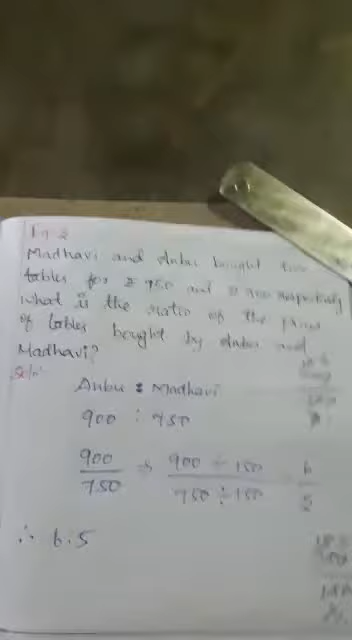 Eg 2
Madhavi and Anbu bought two
tables for ₹ 750 and ₹ 900 respectively
What is the ratio of the prices
of tables bought by Anbu and
Madhavi?
Soln:
Anbu : Madhavi
900 : 750
900/750 ⇒ 900 ÷ 150/750 ÷ 150 6/5
∴ 6:5